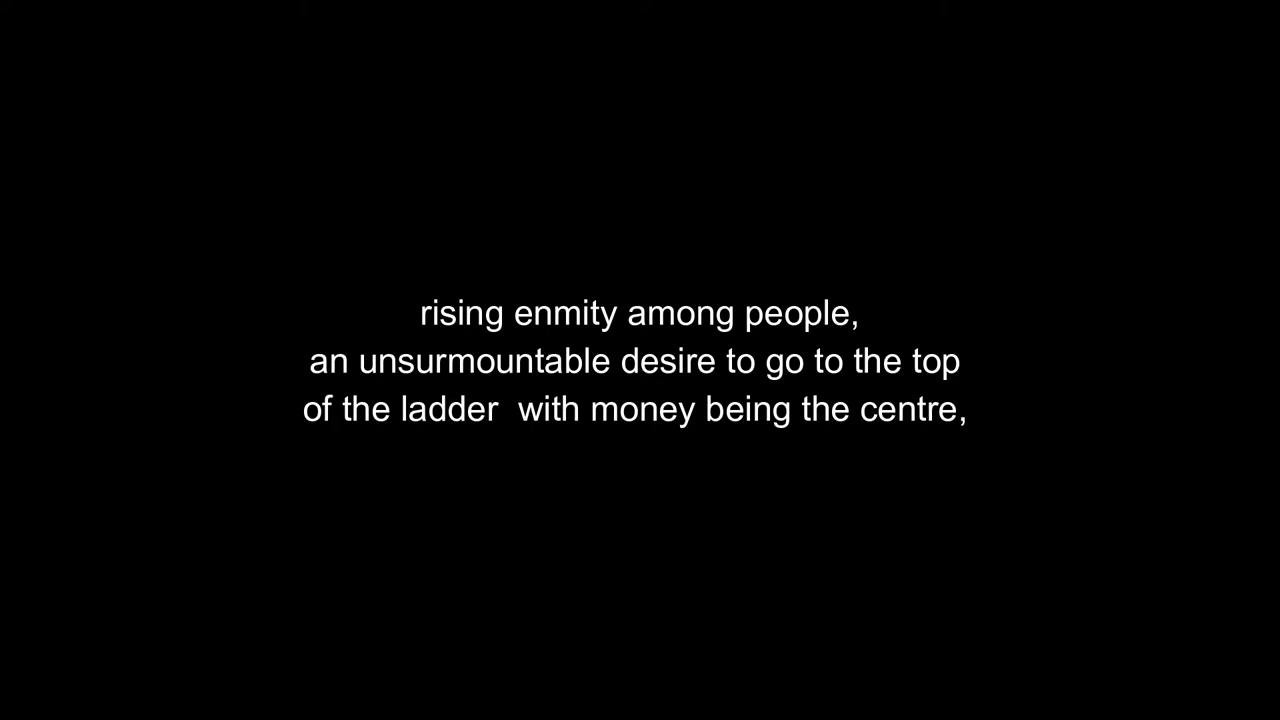 rising enmity among people,
an unsurmountable desire to go to the top
of the ladder  with money being the centre,